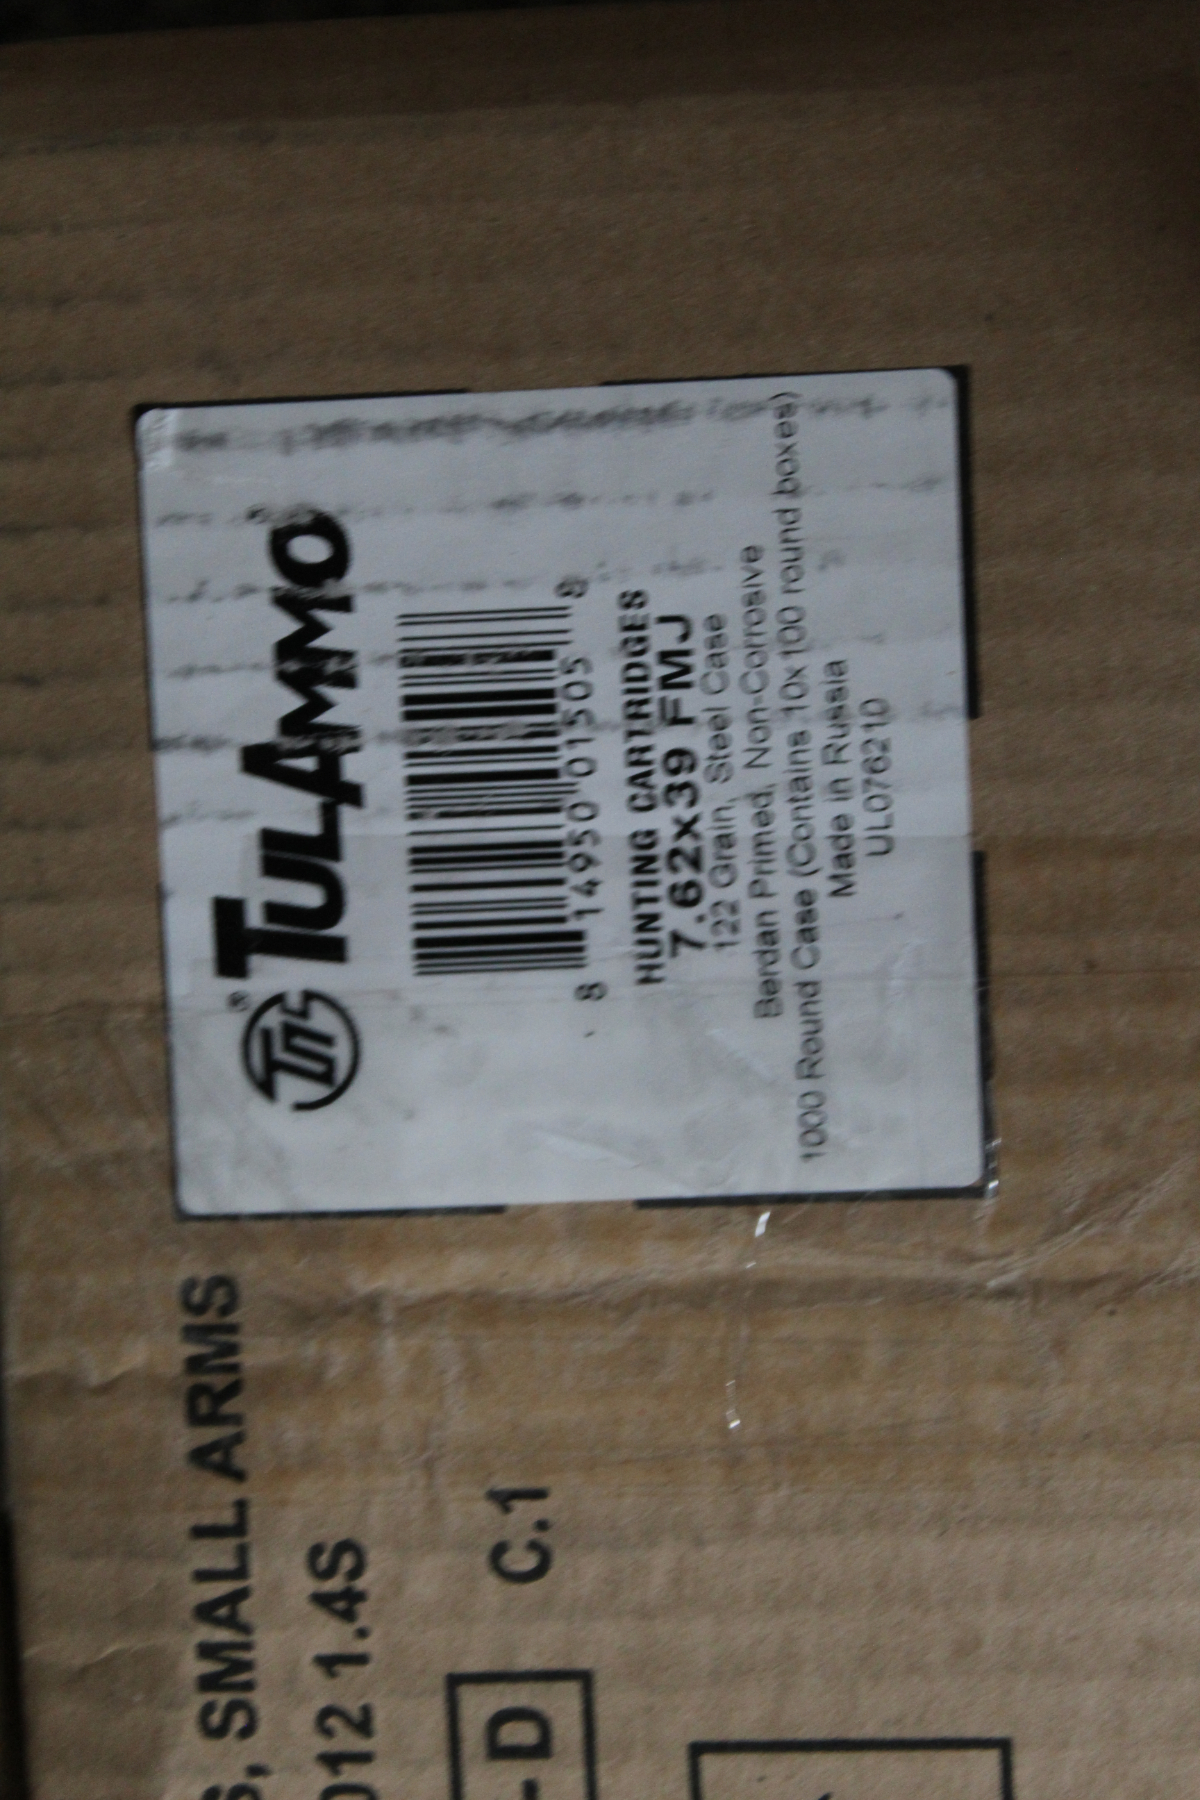 ® TULAMMO
8 14950 01505 8
HUNTING CARTRIDGES
7.62x39 FMJ
122 Grain, Steel Case
Berdan Primed, Non-Corrosive
1000 Round Case (Contains 10x100 round boxes)
Made in Russia
UL076210
S, SMALL ARMS
012 1.4S
- D C.1